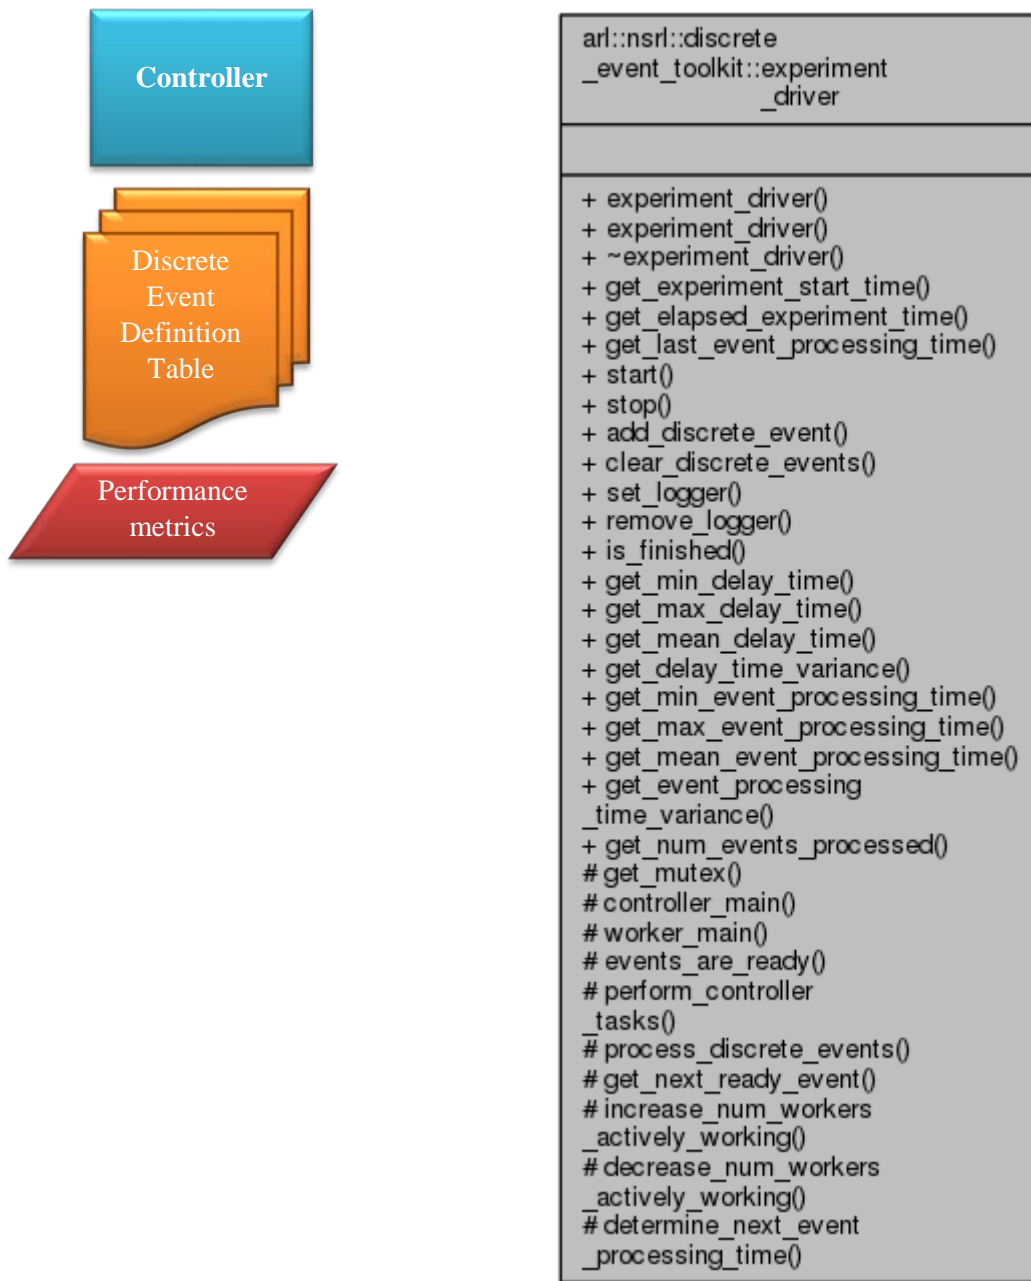 Controller
Discrete
Event
Definition
Table
Performance
metrics
arl::nsrl::discrete
_event_toolkit::experiment
_driver
+ experiment_driver()
+ experiment_driver()
+ ~experiment_driver()
+ get_experiment_start_time()
+ get_elapsed_experiment_time()
+ get_last_event_processing_time()
+ start()
+ stop()
+ add_discrete_event()
+ clear_discrete_events()
+ set_logger()
+ remove_logger()
+ is_finished()
+ get_min_delay_time()
+ get_max_delay_time()
+ get_mean_delay_time()
+ get_delay_time_variance()
+ get_min_event_processing_time()
+ get_max_event_processing_time()
+ get_mean_event_processing_time()
+ get_event_processing
_time_variance()
+ get_num_events_processed()
# get_mutex()
# controller_main()
# worker_main()
# events_are_ready()
# perform_controller
_tasks()
# process_discrete_events()
# get_next_ready_event()
# increase_num_workers
_actively_working()
# decrease_num_workers
_actively_working()
# determine_next_event
_processing_time()